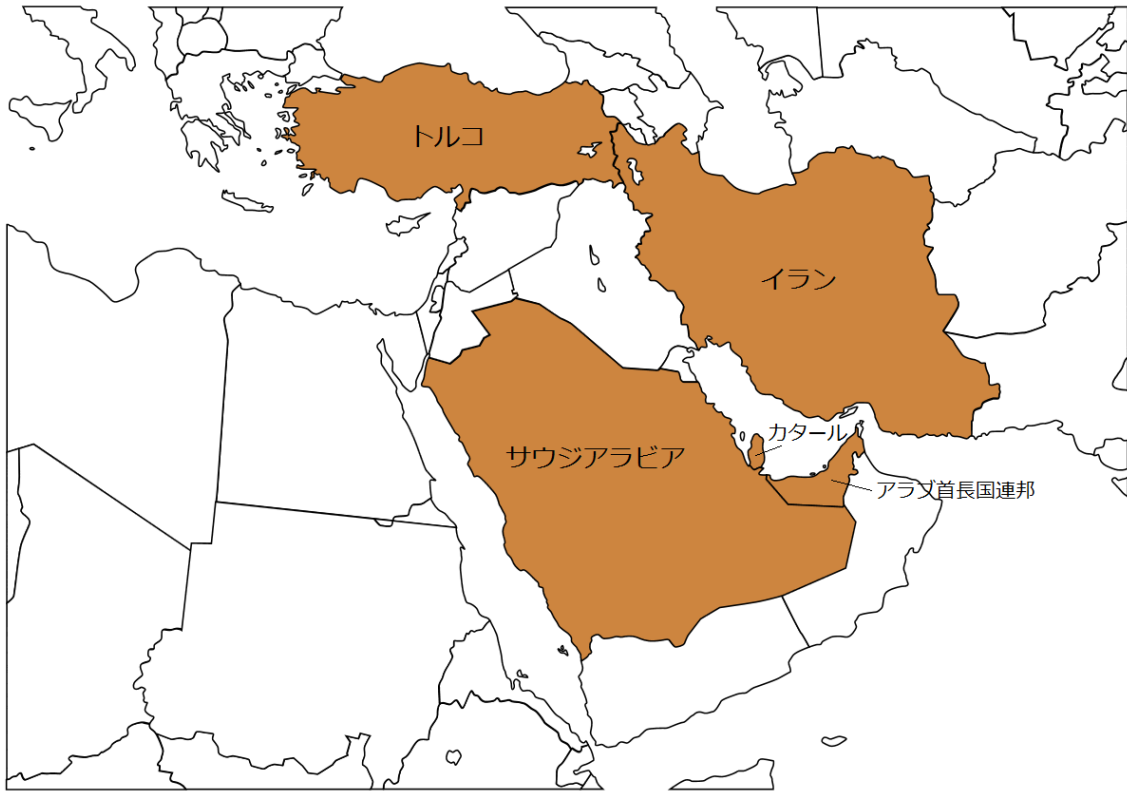 トルコ
イラン
カタール
サウジアラビア
アラブ首長国連邦